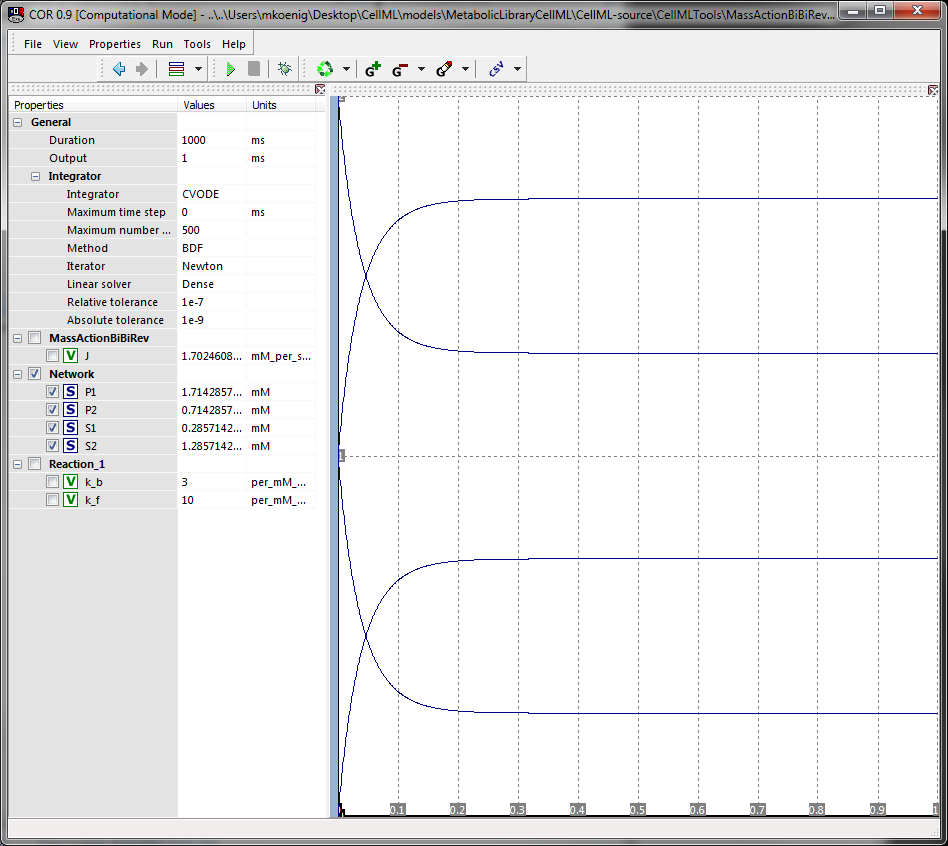 COR 0.9 [Computational Mode] - ..\..\Users\mkoenig\Desktop\CellML\models\MetabolicLibraryCellML\CellML-source\CellMLTools\MassActionBiBiRev...
File View Properties Run Tools Help
CSV
Properties Values Units
General
Duration 1000 ms
Output 1 ms
Integrator
Integrator CVODE
Maximum time step 0 ms
Maximum number ... 500
Method BDF
Iterator Newton
Linear solver Dense
Relative tolerance 1e-7
Absolute tolerance 1e-9
MassActionBiBiRev
V J 1.7024608... mM_per_s...
Network
S P1 1.7142857... mM
S P2 0.7142857... mM
S S1 0.2857142... mM
S S2 1.2857142... mM
Reaction_1
V k_b 3 per_mM_...
V k_f 10 per_mM_...
1
0.1 0.2 0.3 0.4 0.5 0.6 0.7 0.8 0.9 1